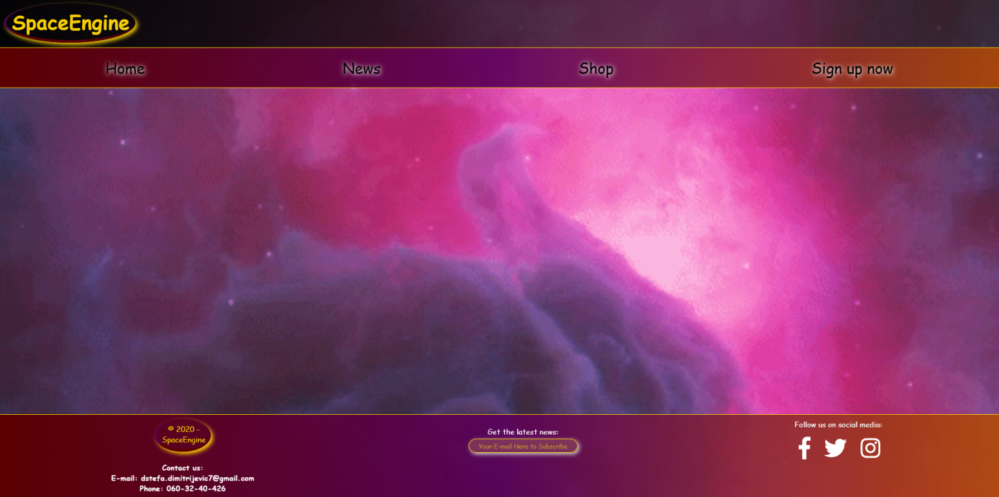 SpaceEngine
Home
News
Shop
Sign up now
© 2020 -
SpaceEngine
Contact us:
E-mail: dstefa.dimitrijevic7@gmail.com
Phone: 060-32-40-426
Get the latest news:
Your E-mail Here to Subscribe
Follow us on social media: